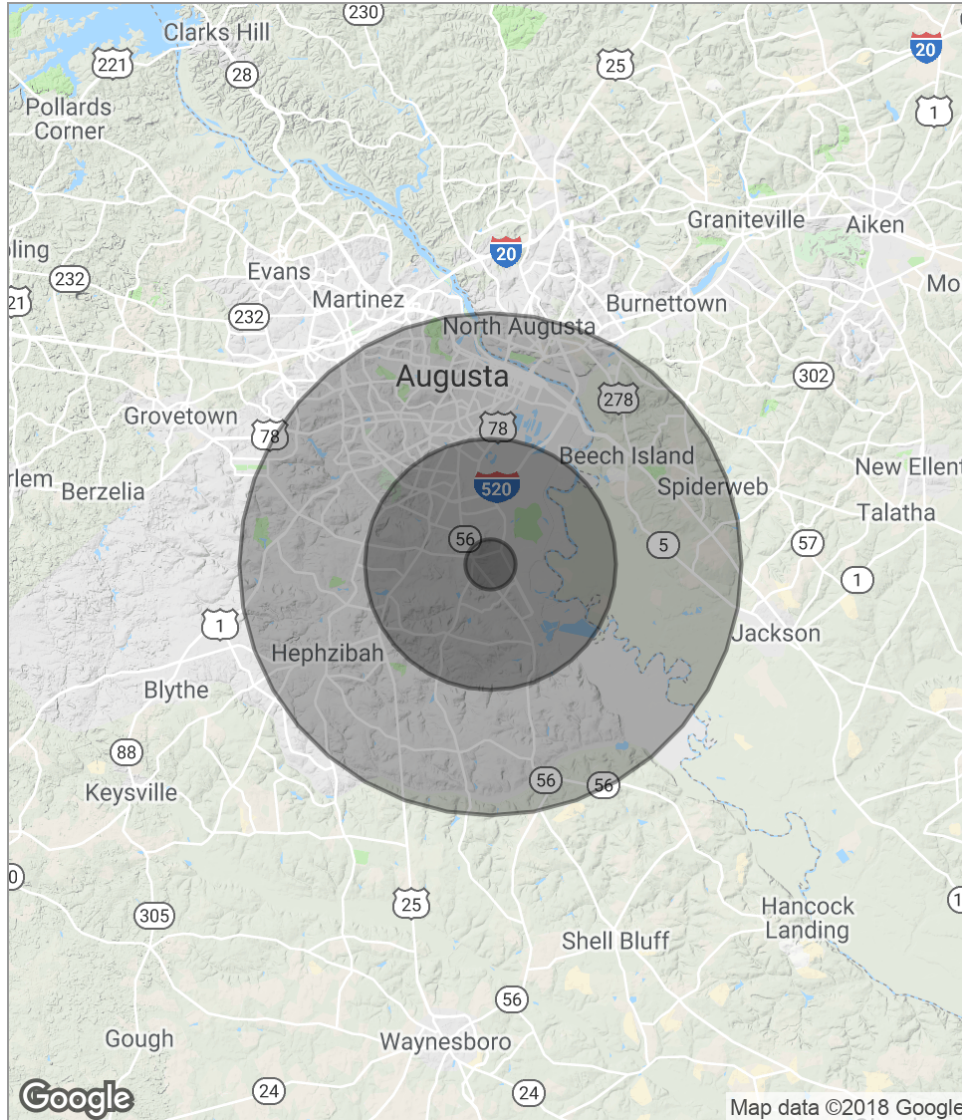 230
Clarks Hill
20
221
25
28
Pollards
Corner
1
Graniteville
Aiken
oling
20
Evans
232
Mo
21
Martinez
Burnettown
232
North Augusta
Augusta
302
278
Grovetown
78
78
Beech Island
rlem
520
Spiderweb
New Ellent
Berzelia
Talatha
56
5
57
1
1
Jackson
Hephzibah
Blythe
88
56
56
Keysville
0
25
305
Hancock
Landing
1
Shell Bluff
56
Gough
Waynesboro
24
24
Google
Map data ©2018 Google